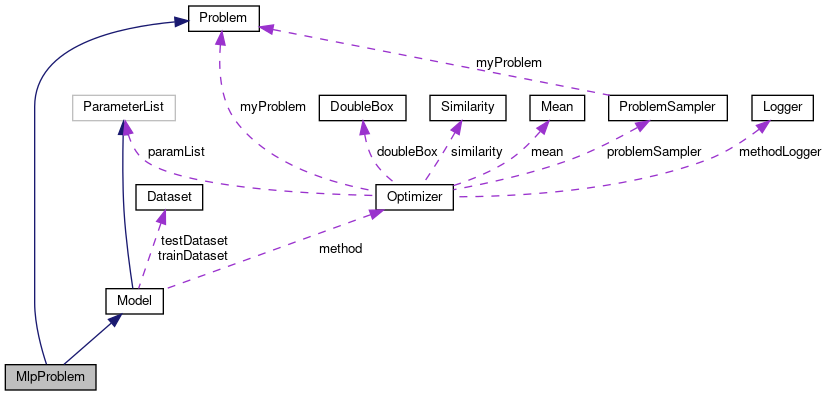 Problem
myProblem
ParameterList
myProblem
DoubleBox
Similarity
Mean
ProblemSampler
Logger
paramList
doubleBox
similarity
mean
problemSampler
methodLogger
Dataset
Optimizer
testDataset
trainDataset
method
Model
MlpProblem